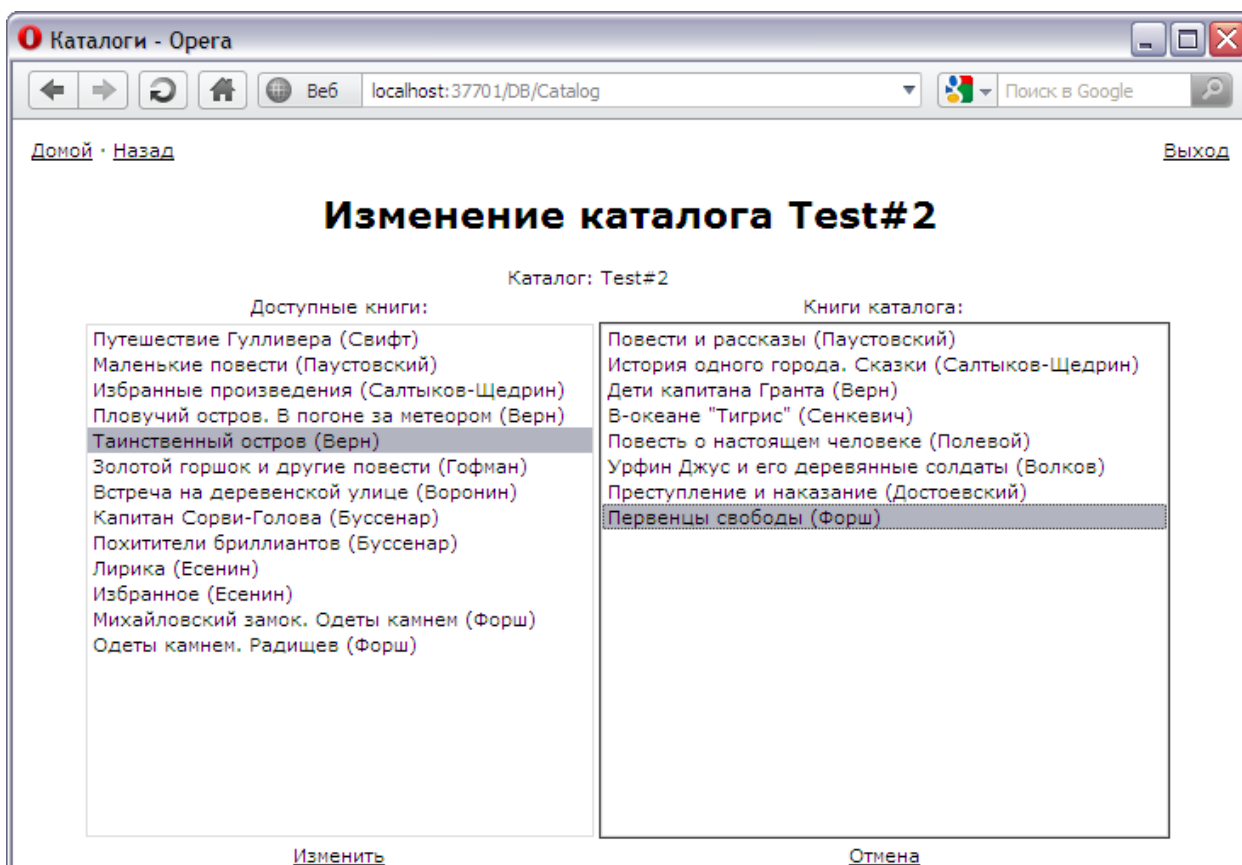 Каталоги - Opera
Веб localhost:37701/DB/Catalog Поиск в Google
Домой · Назад Выход
Изменение каталога Test#2
Каталог: Test#2
Доступные книги: Книги каталога:
Путешествие Гулливера (Свифт)
Маленькие повести (Паустовский)
Избранные произведения (Салтыков-Щедрин)
Пловучий остров. В погоне за метеором (Верн)
Таинственный остров (Верн)
Золотой горшок и другие повести (Гофман)
Встреча на деревенской улице (Воронин)
Капитан Сорви-Голова (Буссенар)
Похитители бриллиантов (Буссенар)
Лирика (Есенин)
Избранное (Есенин)
Михайловский замок. Одеты камнем (Форш)
Одеты камнем. Радищев (Форш)
Повести и рассказы (Паустовский)
История одного города. Сказки (Салтыков-Щедрин)
Дети капитана Гранта (Верн)
В-океане "Тигрис" (Сенкевич)
Повесть о настоящем человеке (Полевой)
Урфин Джус и его деревянные солдаты (Волков)
Преступление и наказание (Достоевский)
Первенцы свободы (Форш)
Изменить Отмена